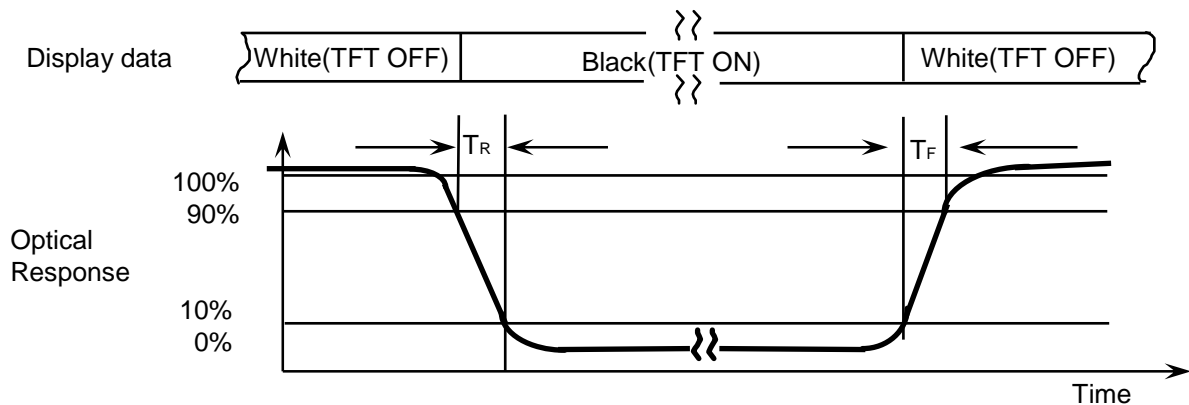 Display data
White(TFT OFF)
Black(TFT ON)
White(TFT OFF)
TR
TF
100%
90%
Optical
Response
10%
0%
Time